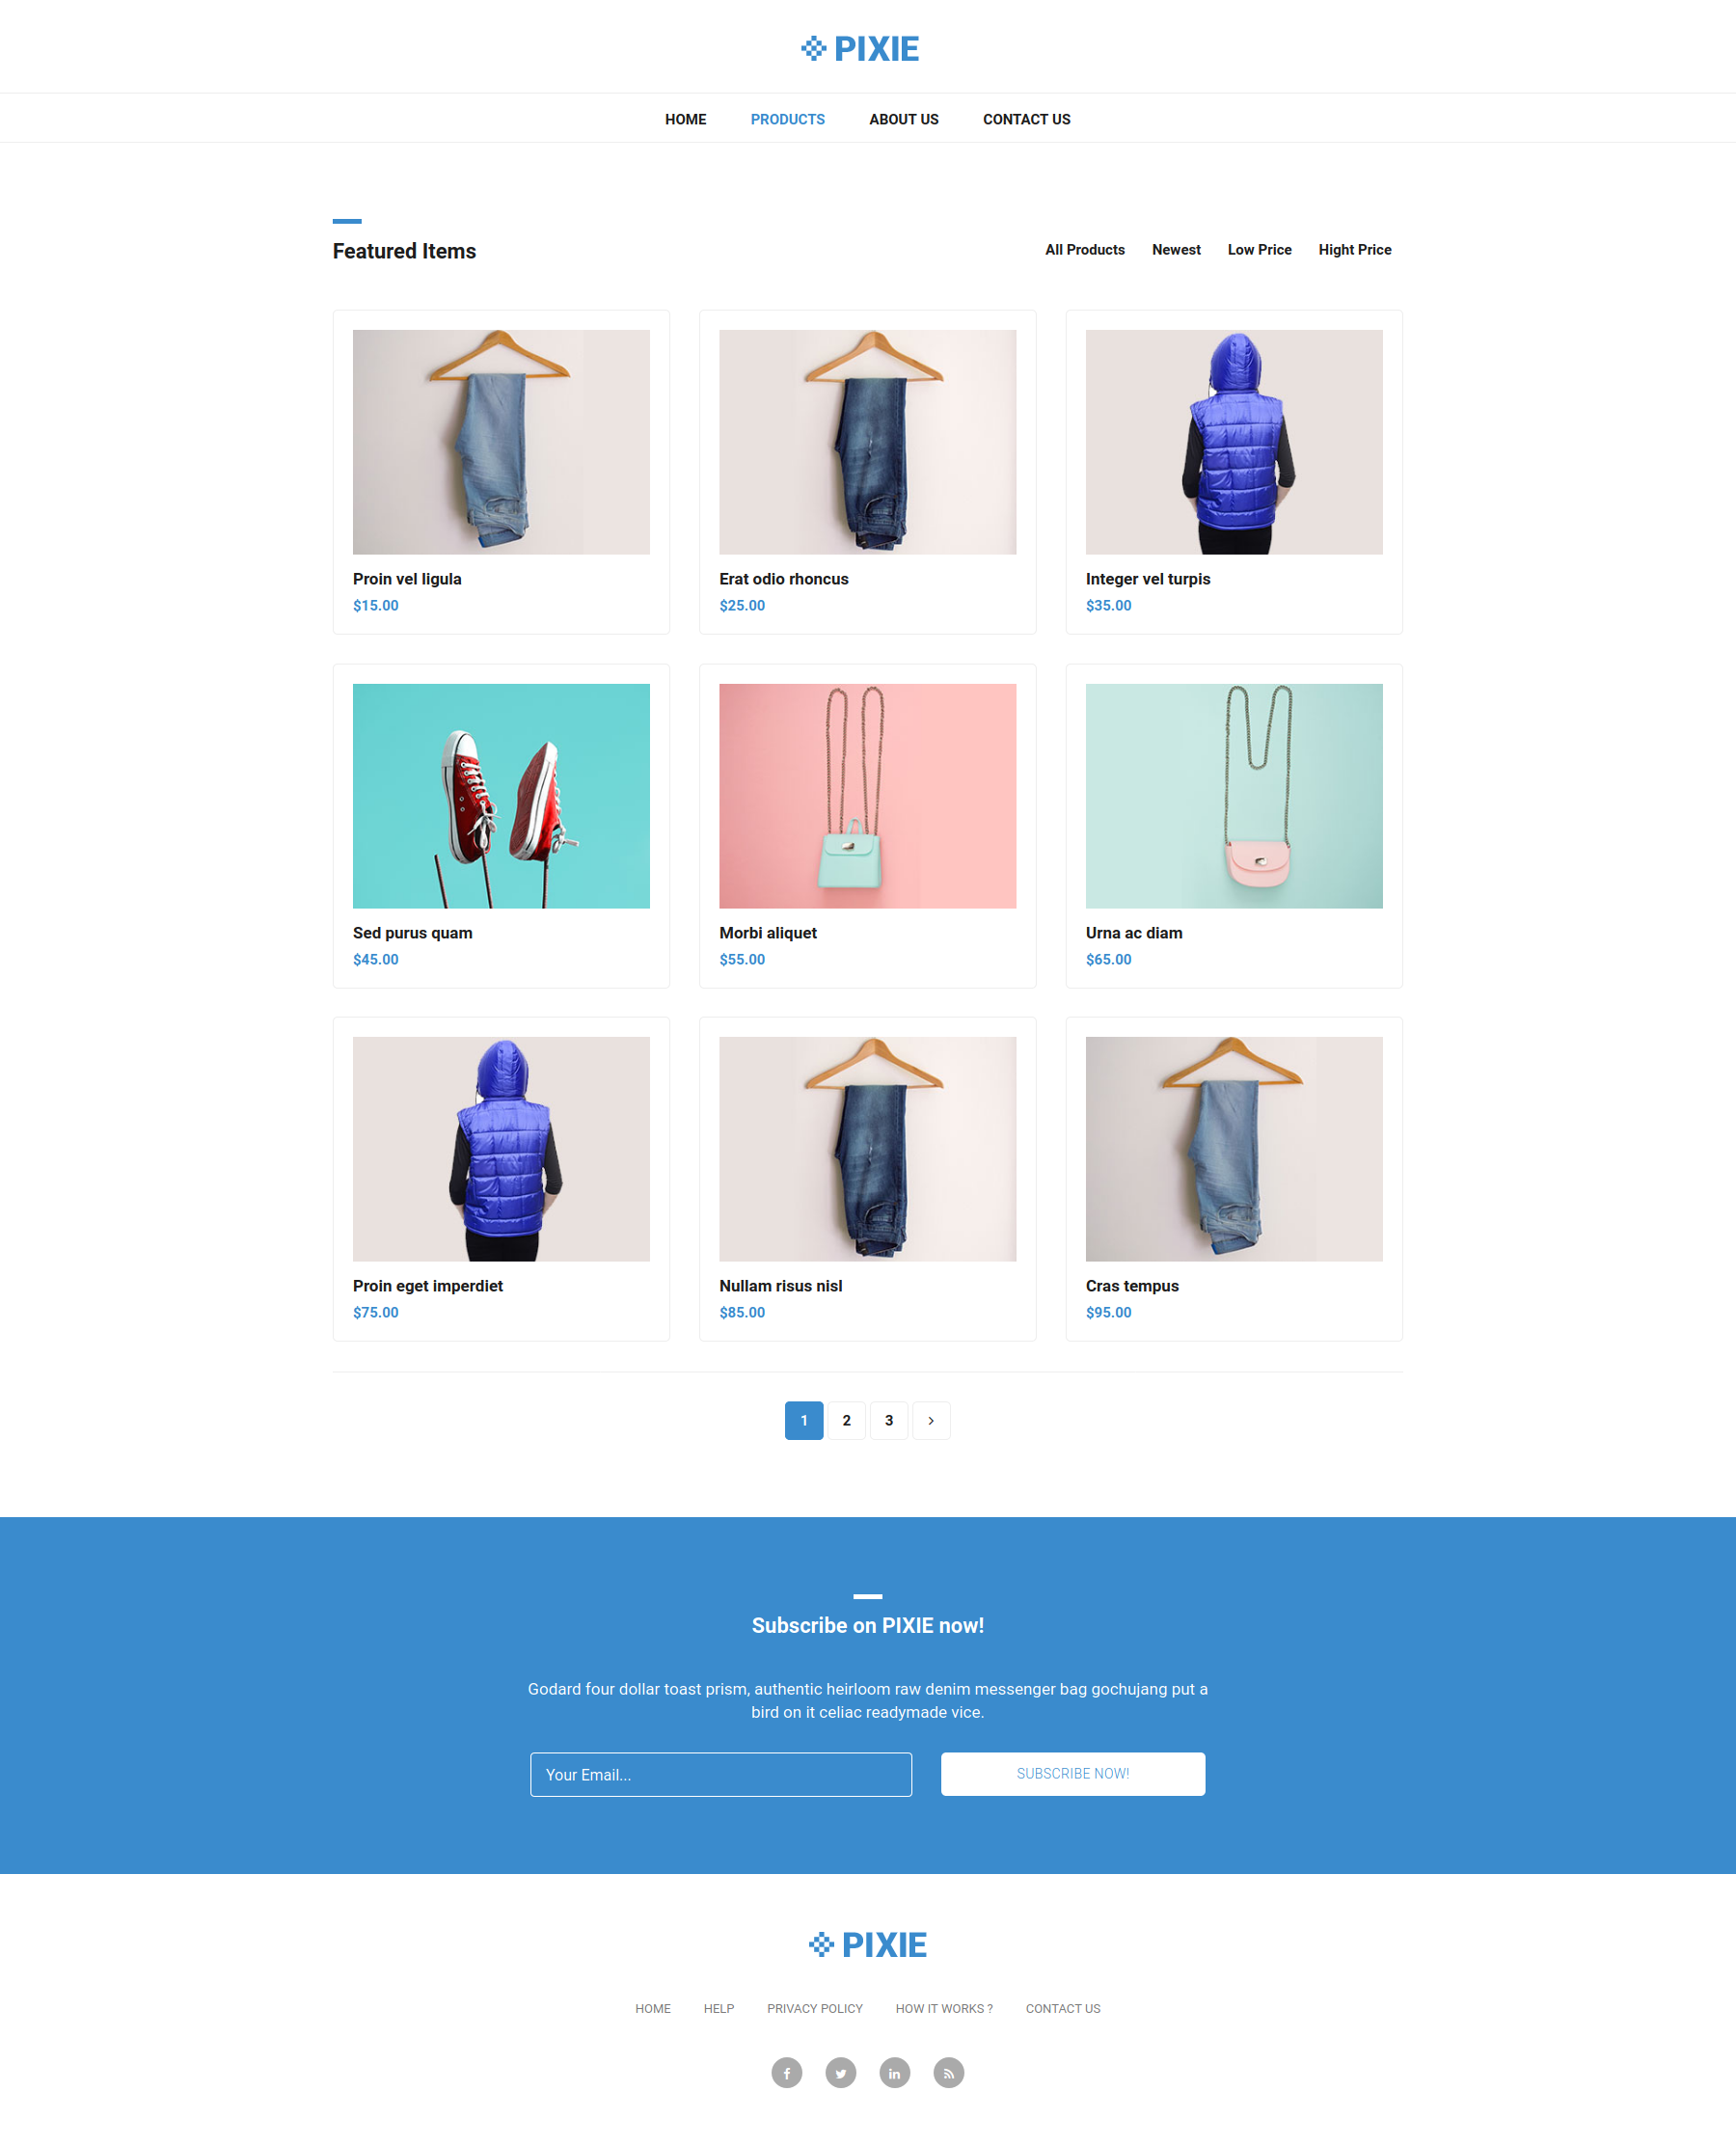 PIXIE
HOME PRODUCTS ABOUT US CONTACT US
Featured Items
All Products Newest Low Price Hight Price
Proin vel ligula
$15.00
Erat odio rhoncus
$25.00
Integer vel turpis
$35.00
Sed purus quam
$45.00
Morbi aliquet
$55.00
Urna ac diam
$65.00
Proin eget imperdiet
$75.00
Nullam risus nisl
$85.00
Cras tempus
$95.00
1 2 3
Subscribe on PIXIE now!
Godard four dollar toast prism, authentic heirloom raw denim messenger bag gochujang put a
bird on it celiac readymade vice.
Your Email...
SUBSCRIBE NOW!
PIXIE
HOME HELP PRIVACY POLICY HOW IT WORKS ? CONTACT US